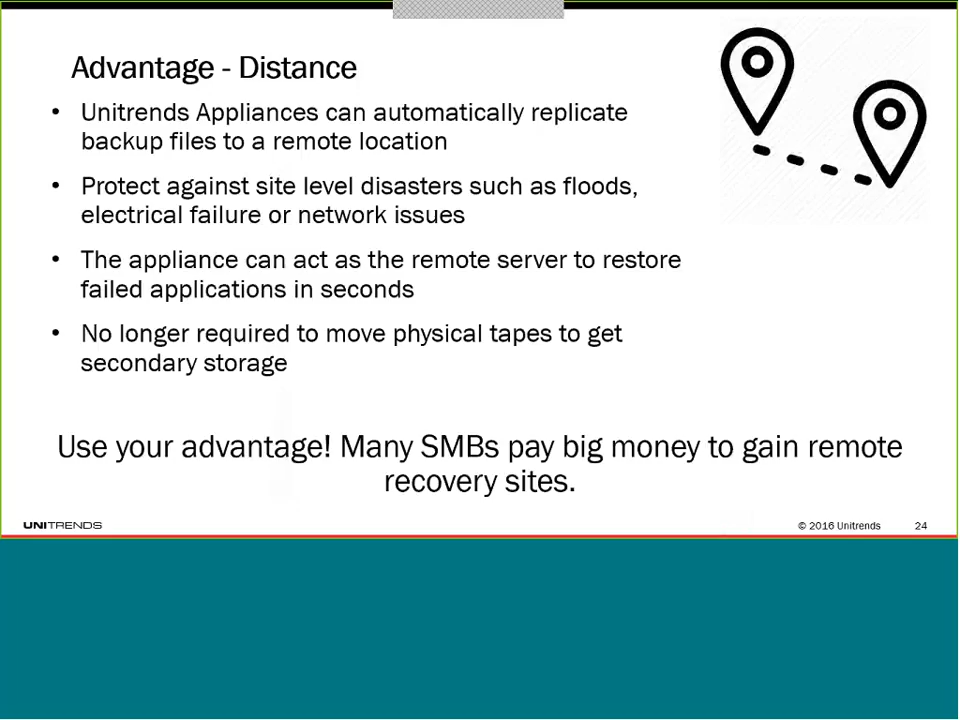 Advantage - Distance
• Unitrends Appliances can automatically replicate
backup files to a remote location
• Protect against site level disasters such as floods,
electrical failure or network issues
• The appliance can act as the remote server to restore
failed applications in seconds
• No longer required to move physical tapes to get
secondary storage
Use your advantage! Many SMBs pay big money to gain remote
recovery sites.
UNITRENDS © 2016 Unitrends 24